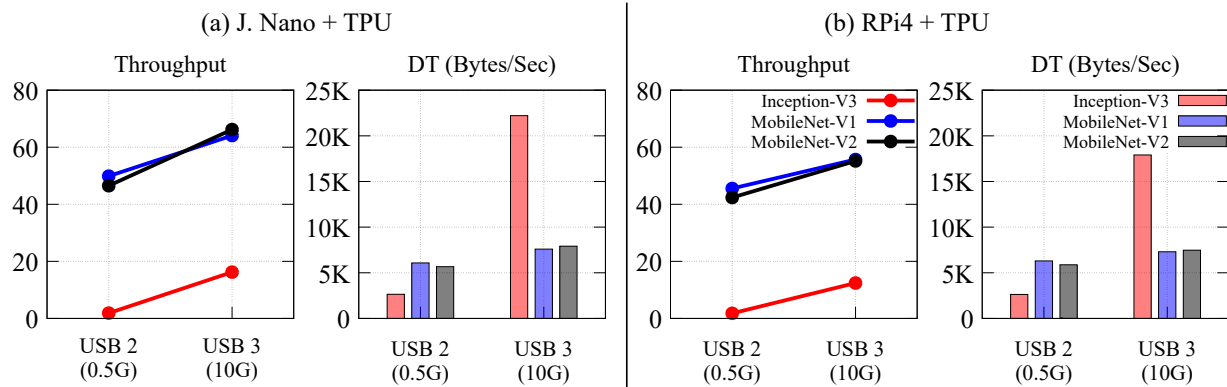 (a) J. Nano + TPU
Throughput
80
60
40
20
0
USB 2
(0.5G)
USB 3
(10G)
DT (Bytes/Sec)
25K
20K
15K
10K
5K
0
USB 2
(0.5G)
USB 3
(10G)
(b) RPi4 + TPU
Throughput
80
60
40
20
0
Inception-V3
MobileNet-V1
MobileNet-V2
USB 2
(0.5G)
USB 3
(10G)
DT (Bytes/Sec)
25K
20K
15K
10K
5K
0
Inception-V3
MobileNet-V1
MobileNet-V2
USB 2
(0.5G)
USB 3
(10G)